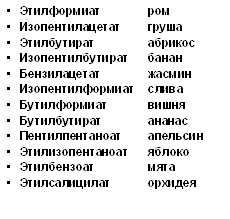 • Этилформиат ром
• Изопентилацетат груша
• Этилбутират абрикос
• Изопентилбутират банан
• Бензилацетат жасмин
• Изопентилформиат слива
• Бутилформиат вишня
• Бутилбутират ананас
• Пентилпентаноат апельсин
• Этилизопентаноат яблоко
• Этилбензоат мята
• Этилсалицилат орхидея